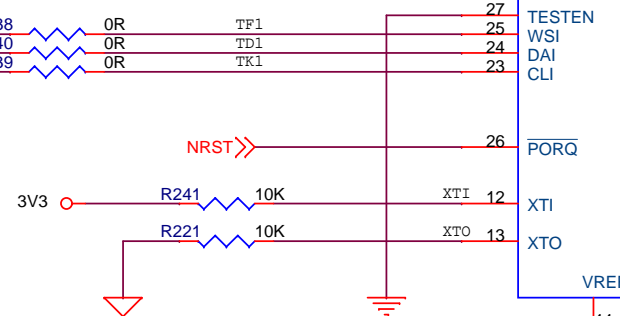 27 TESTEN
38 0R TF1 25 WSI
40 0R TD1 24 DAI
39 0R TK1 23 CLI
NRST 26 PORQ
3V3 R241 10K XTI 12 XTI
R221 10K XTO 13 XTO